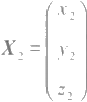 X₂ = ( x₂
y₂
z₂ )